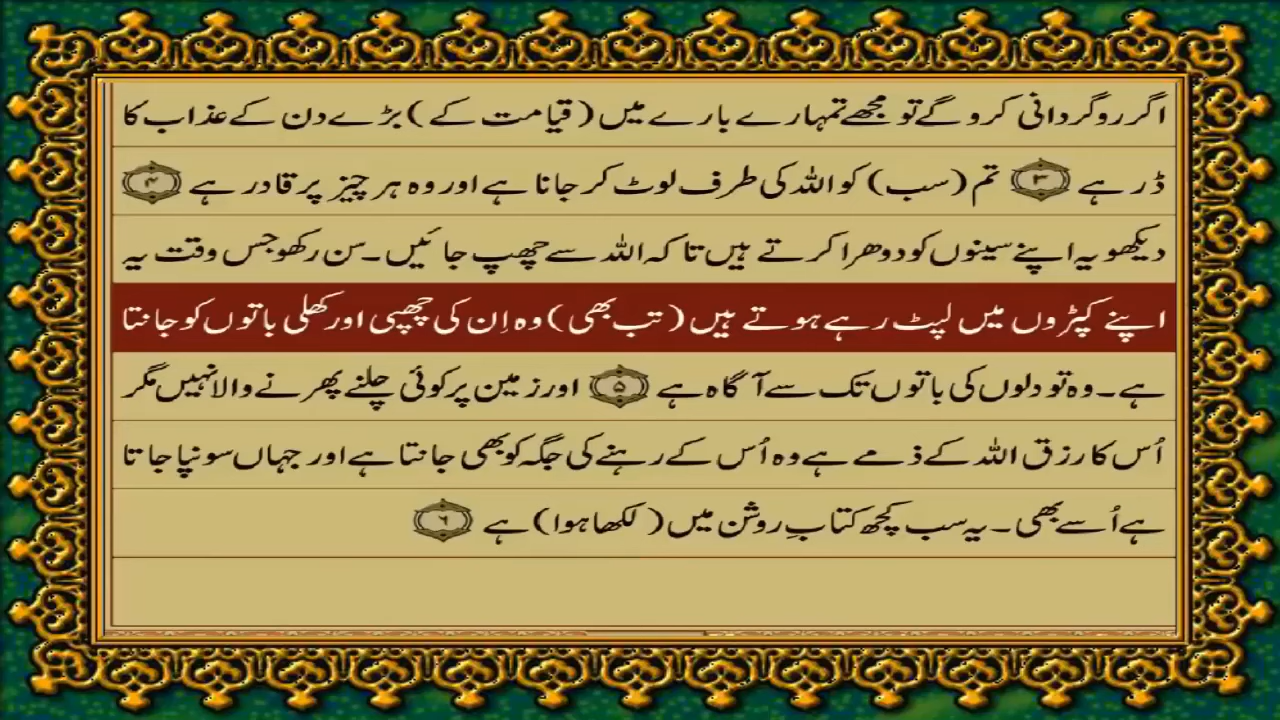 اگر روگردانی کرو گے تو مجھے تمہارے بارے میں (قیامت کے) بڑے دن کے عذاب کا
ڈر ہے ۳ تم (سب) کو اللہ کی طرف لوٹ کر جانا ہے اور وہ ہر چیز پر قادر ہے ۴
دیکھو یہ اپنے سینوں کو دوھرا کرتے ہیں تاکہ اللہ سے چھپ جائیں۔ سن رکھو جس وقت یہ
اپنے کپڑوں میں لپٹ رہے ہوتے ہیں (تب بھی) وہ اِن کی چھپی اور کھلی باتوں کو جانتا
ہے۔ وہ تو دلوں کی باتوں تک سے آگاہ ہے ۵ اور زمین پر کوئی چلنے پھرنے والا نہیں مگر
اُس کا رزق اللہ کے ذمے ہے وہ اُس کے رہنے کی جگہ کو بھی جانتا ہے اور جہاں سونپا جاتا
ہے اُسے بھی۔ یہ سب کچھ کتابِ روشن میں (لکھا ہوا) ہے ۶